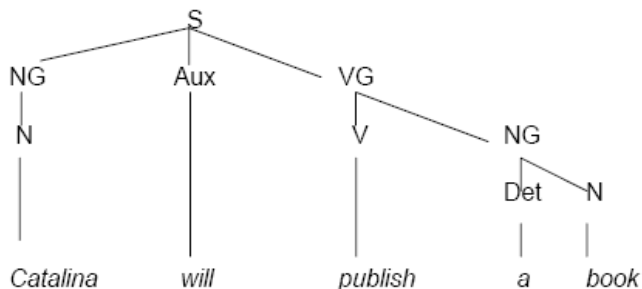 S
NG Aux VG
N V NG
Det N
Catalina will publish a book